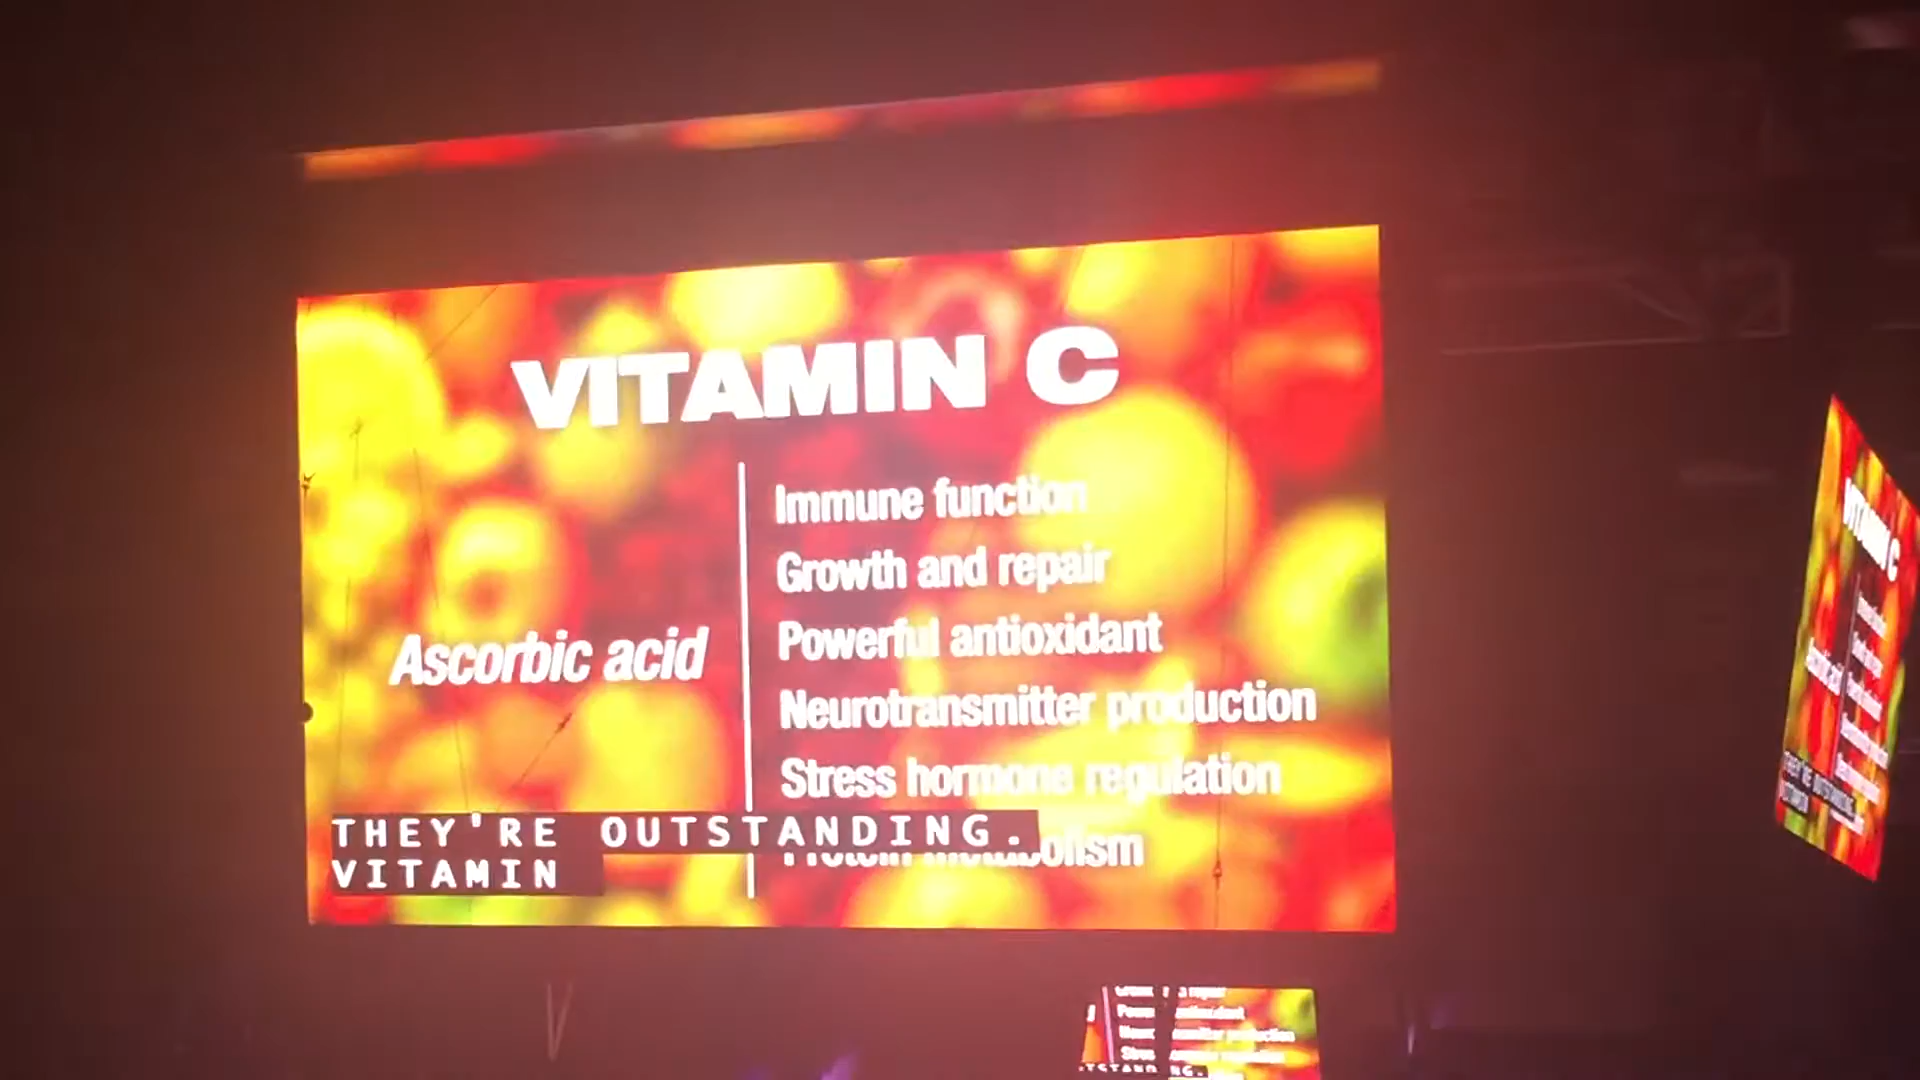 VITAMIN C
Ascorbic acid
Immune function
Growth and repair
Powerful antioxidant
Neurotransmitter production
Stress hormone regulation
THEY'RE OUTSTANDING.
VITAMIN
VITAMIN C